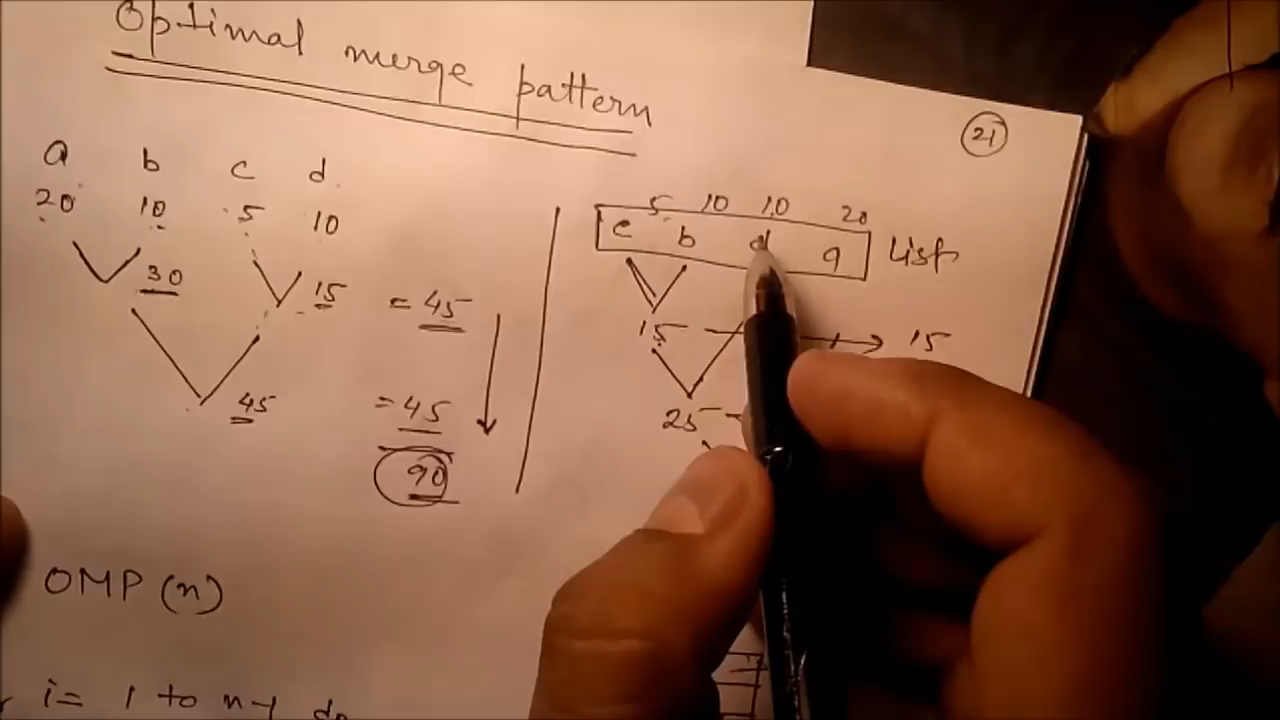 Optimal merge pattern
21
a b c d
20 10 5 10
30 15 = 45
45 = 45
90
5 10 10 20
c b d a List
15 → 15
25
OMP (n)
i = 1 to n-1 do